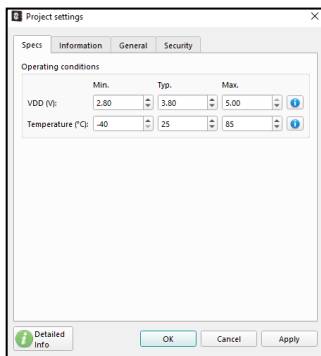 Project settings
Specs Information General Security
Operating conditions
Min. Typ. Max.
VDD (V): 2.80 3.80 5.00
Temperature (°C): -40 25 85
Detailed Info OK Cancel Apply